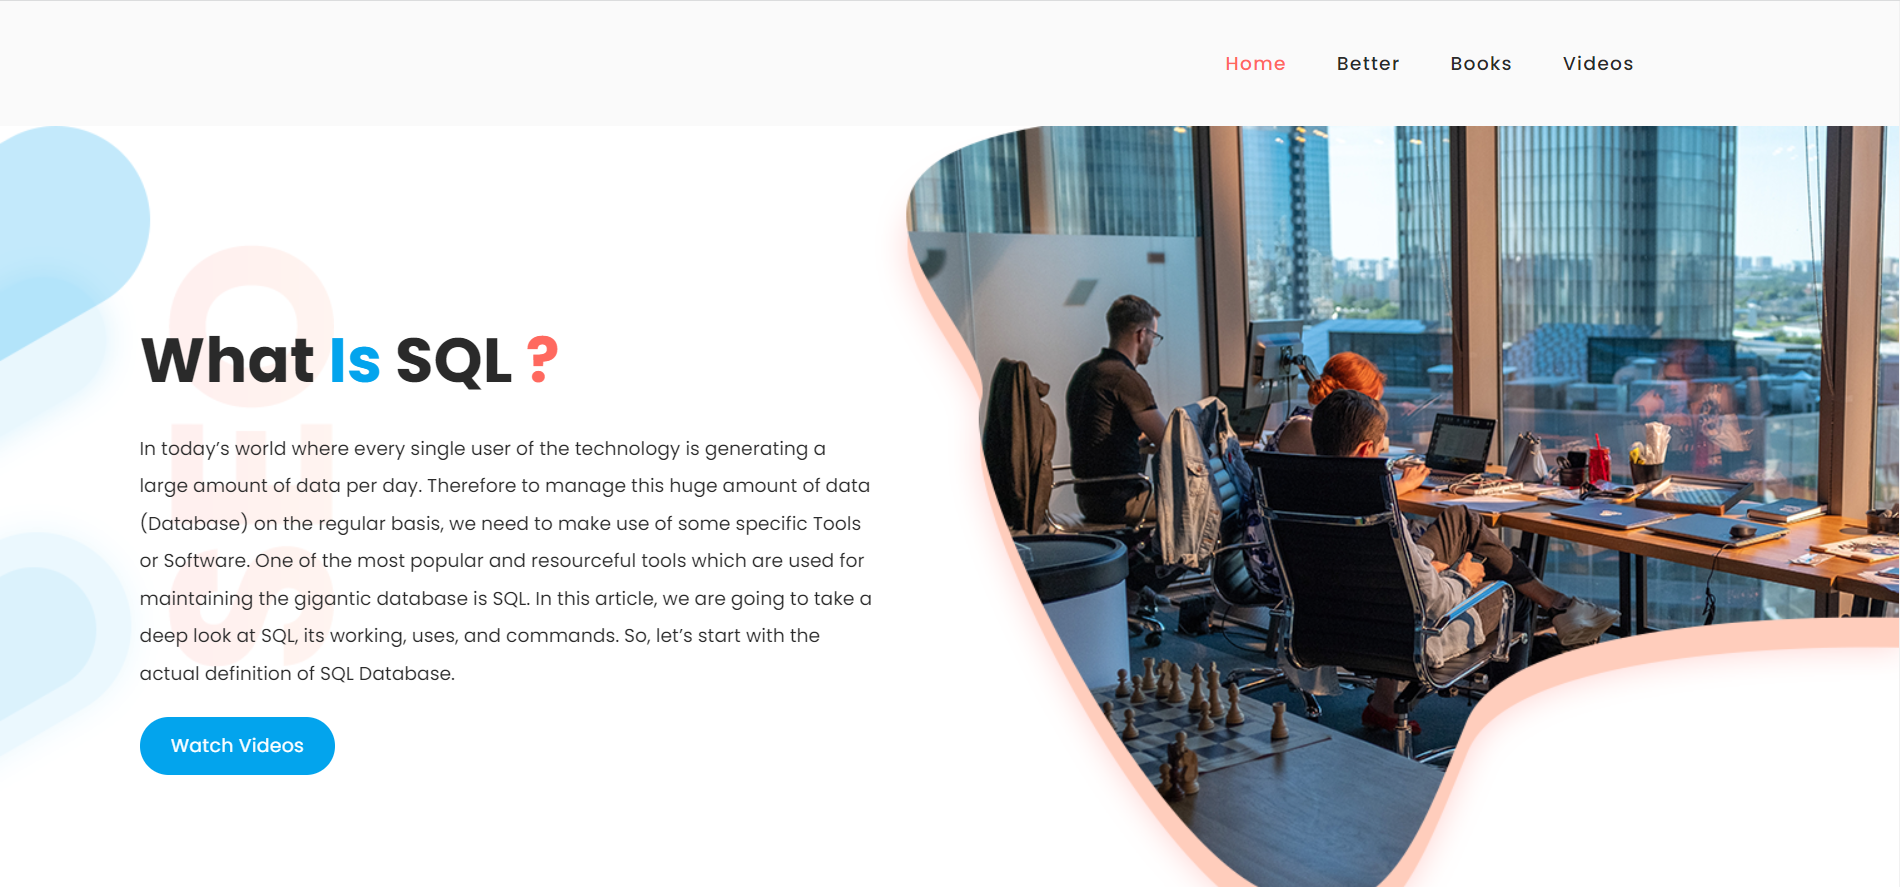 Home Better Books Videos
What Is SQL ?
In today’s world where every single user of the technology is generating a
large amount of data per day. Therefore to manage this huge amount of data
(Database) on the regular basis, we need to make use of some specific Tools
or Software. One of the most popular and resourceful tools which are used for
maintaining the gigantic database is SQL. In this article, we are going to take a
deep look at SQL, its working, uses, and commands. So, let’s start with the
actual definition of SQL Database.
Watch Videos
SEO